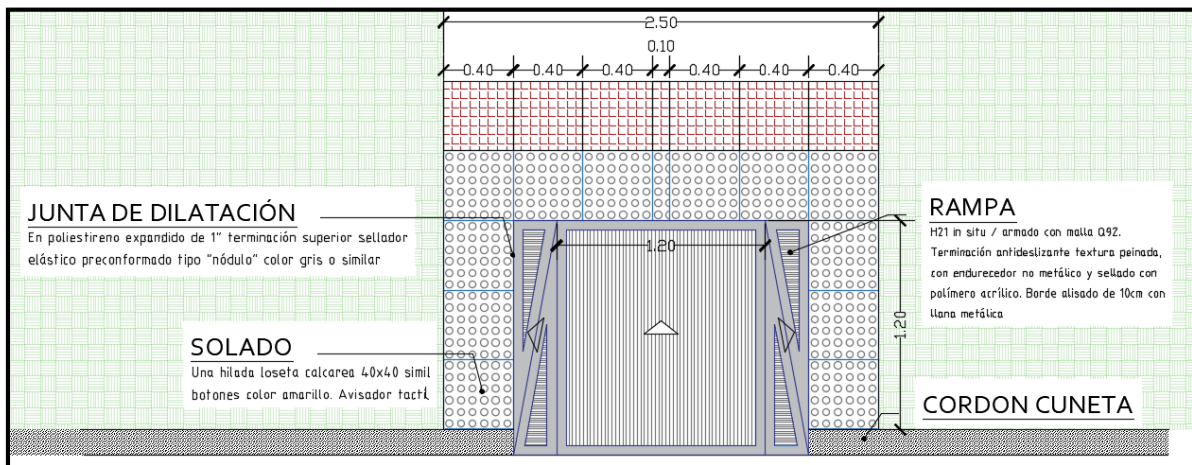 2.50
0.10
0.40 0.40 0.40 0.40 0.40 0.40
JUNTA DE DILATACIÓN
En poliestireno expandido de 1" terminación superior sellador
elástico preconformado tipo "nódulo" color gris o similar
SOLADO
Una hilada loseta calcarea 40x40 simil
botones color amarillo. Avisador tactil
1.20
RAMPA
H21 in situ / armado con malla Q92.
Terminación antideslizante textura peinada,
con endurecedor no metálico y sellado con
polímero acrílico. Borde alisado de 10cm con
llana metálica
1.20
CORDON CUNETA